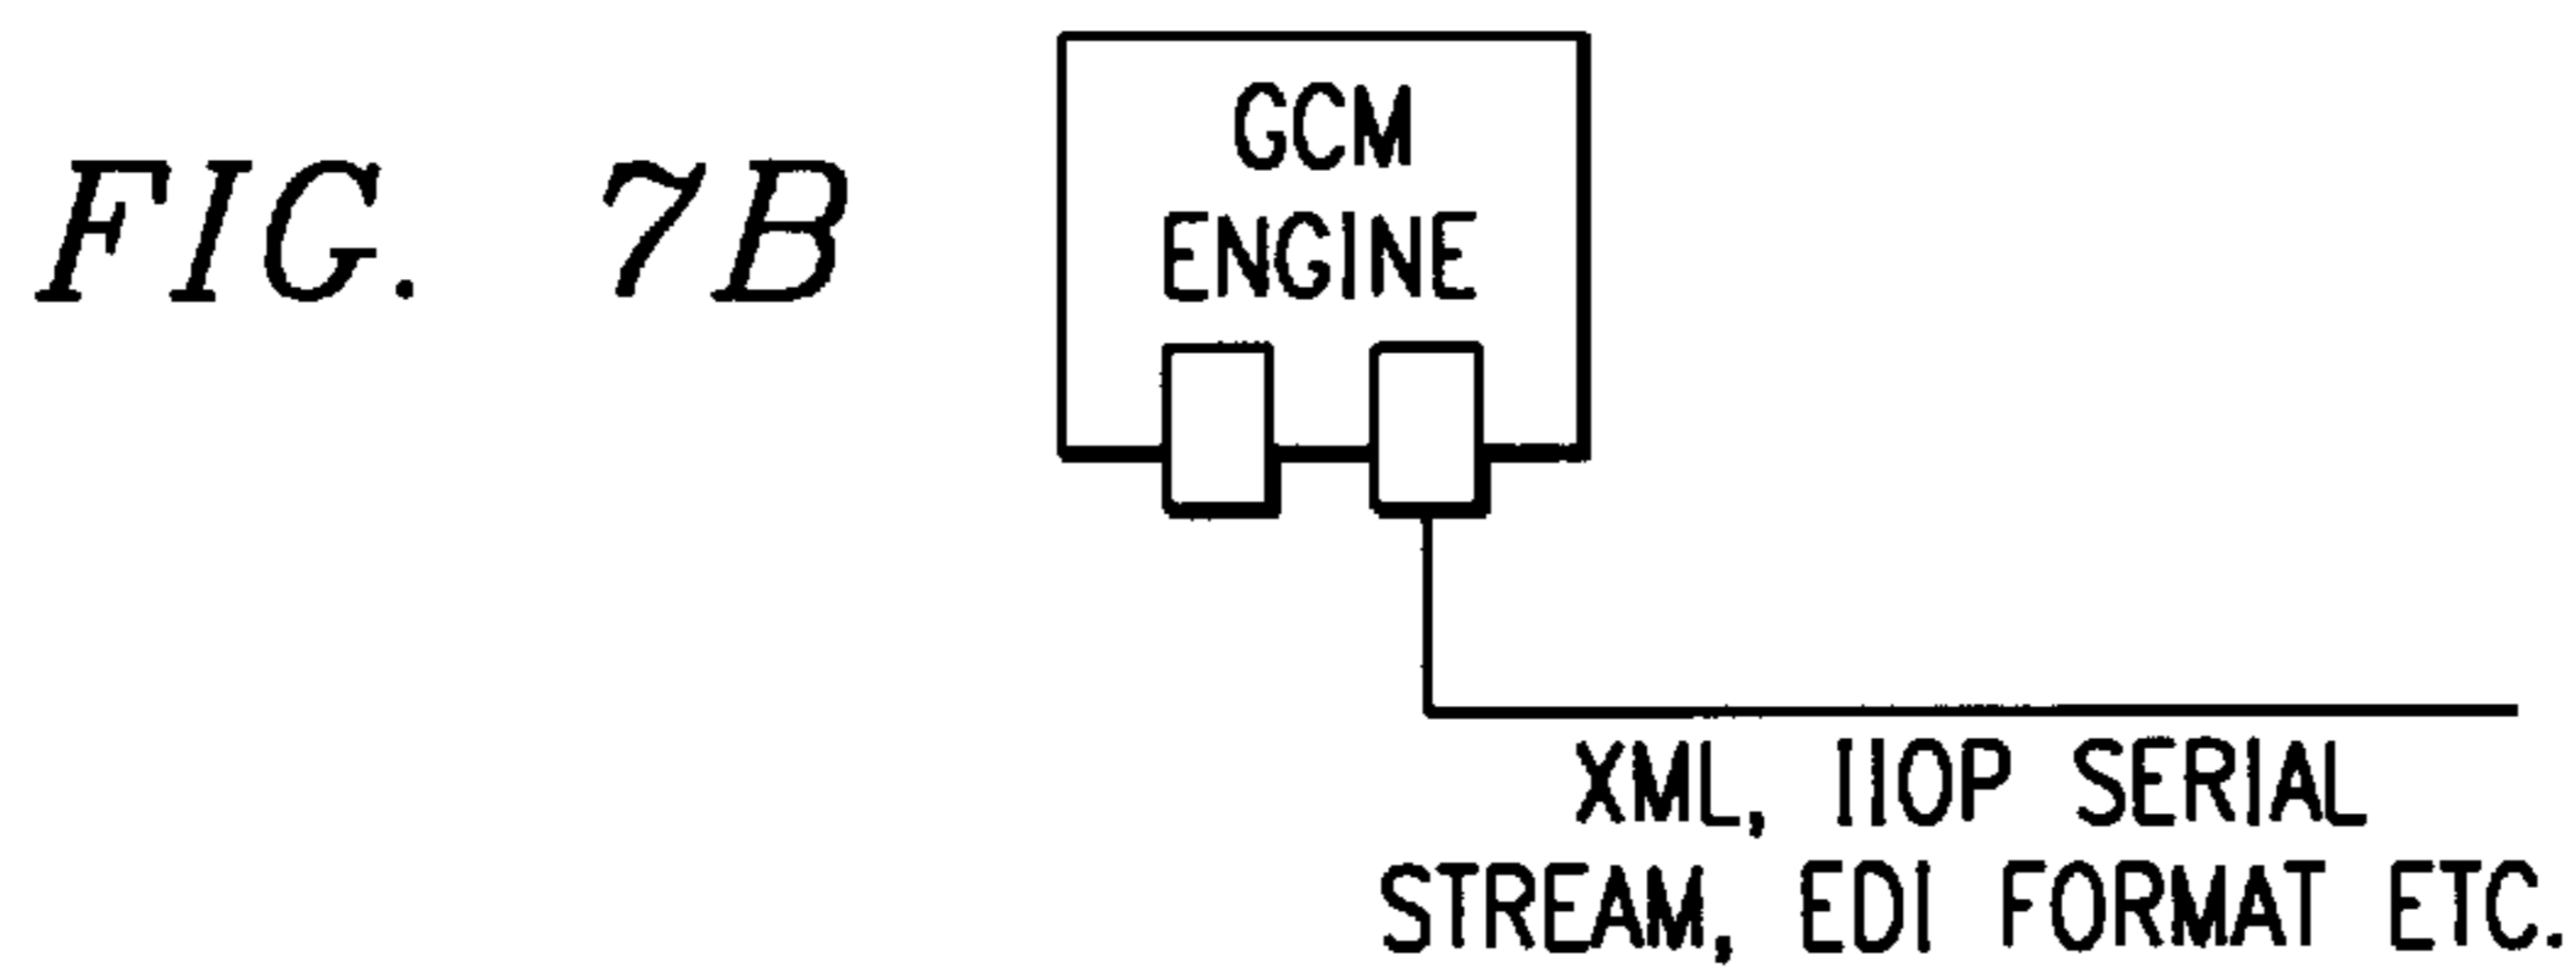 FIG. 7B
GCM
ENGINE
XML, IIOP SERIAL
STREAM, EDI FORMAT ETC.